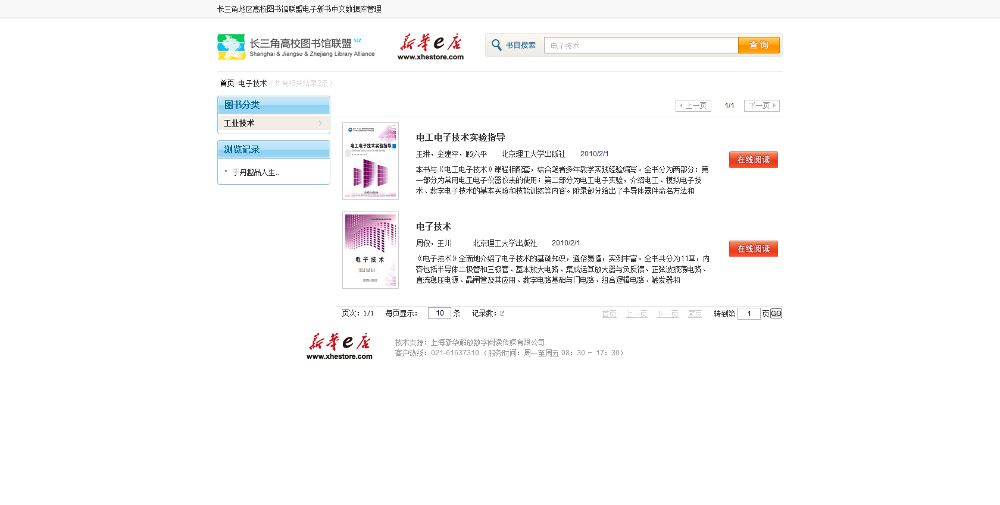 长三角地区高校图书馆联盟电子新书中文数据库管理
长三角高校图书馆联盟 SJZ
Shanghai & Jiangsu & Zhejiang Library Alliance
新华e店
www.xhestore.com
书目搜索
电子技术
查 询
首页 电子技术（共有相关结果2条）
图书分类
工业技术
浏览记录
于丹趣品人生..
上一页 1/1 下一页
电工电子技术实验指导
电工电子技术实验指导
王琳，金建平，顾六平 北京理工大学出版社 2010/2/1
本书与《电工电子技术》课程相配套，结合笔者多年教学实践经验编写。全书分为两部分：第
一部分为常用电工电子仪器仪表的使用；第二部分为电工电子实验，介绍电工、模拟电子技
术、数字电子技术的基本实验和技能训练等内容。附录部分给出了半导体器件命名方法和
在线阅读
电 子 技 术
电子技术
周俊，王川 北京理工大学出版社 2010/2/1
《电子技术》全面地介绍了电子技术的基础知识，通俗易懂，实例丰富。全书共分为11章，内
容包括半导体二极管和三极管、基本放大电路、集成运算放大器与负反馈、正弦波振荡电路、
直流稳压电源、晶闸管及其应用、数字电路基础与门电路、组合逻辑电路、触发器和
在线阅读
页次：1/1 每页显示： 10 条 记录数：2 首页 上一页 下一页 尾页 转到第 1 页 GO
新华e店
www.xhestore.com
技术支持：上海新华解放数字阅读传媒有限公司
客户热线：021-61637310（服务时间：周一至周五 08：30 - 17：30）